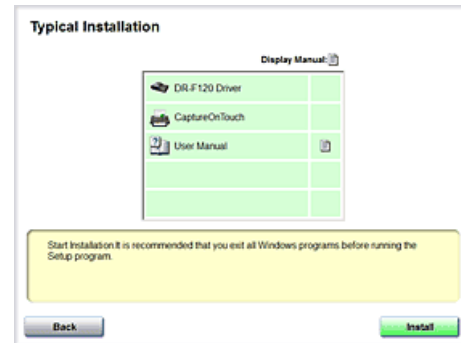 Typical Installation
Display Manual:
DR-F120 Driver
CaptureOnTouch
User Manual
Start Installation.It is recommended that you exit all Windows programs before running the
Setup program.
Back
Install